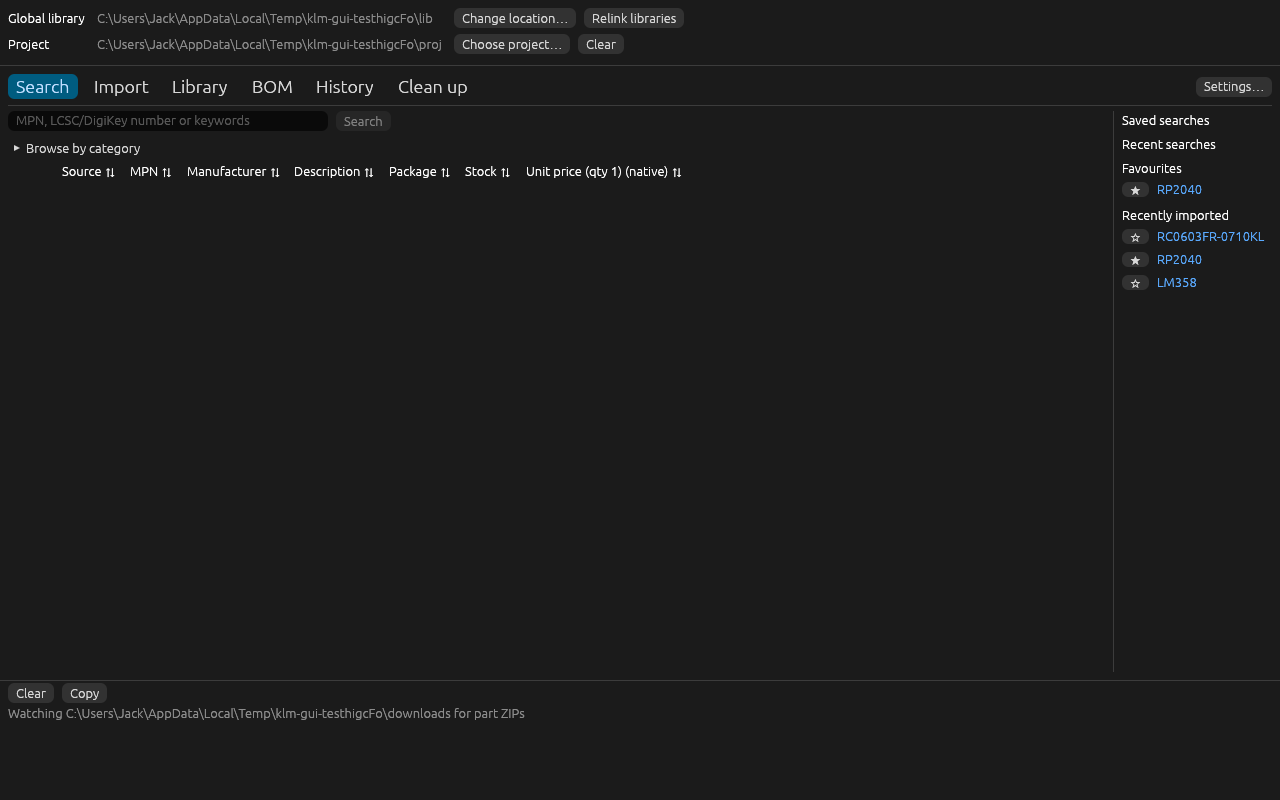 Global library C:\Users\Jack\AppData\Local\Temp\klm-gui-testhigcFo\lib Change location… Relink libraries
Project C:\Users\Jack\AppData\Local\Temp\klm-gui-testhigcFo\proj Choose project… Clear
Search Import Library BOM History Clean up Settings…
MPN, LCSC/DigiKey number or keywords Search
Browse by category
Source MPN Manufacturer Description Package Stock Unit price (qty 1) (native)
Saved searches
Recent searches
Favourites
RP2040
Recently imported
RC0603FR-0710KL
RP2040
LM358
Clear Copy
Watching C:\Users\Jack\AppData\Local\Temp\klm-gui-testhigcFo\downloads for part ZIPs